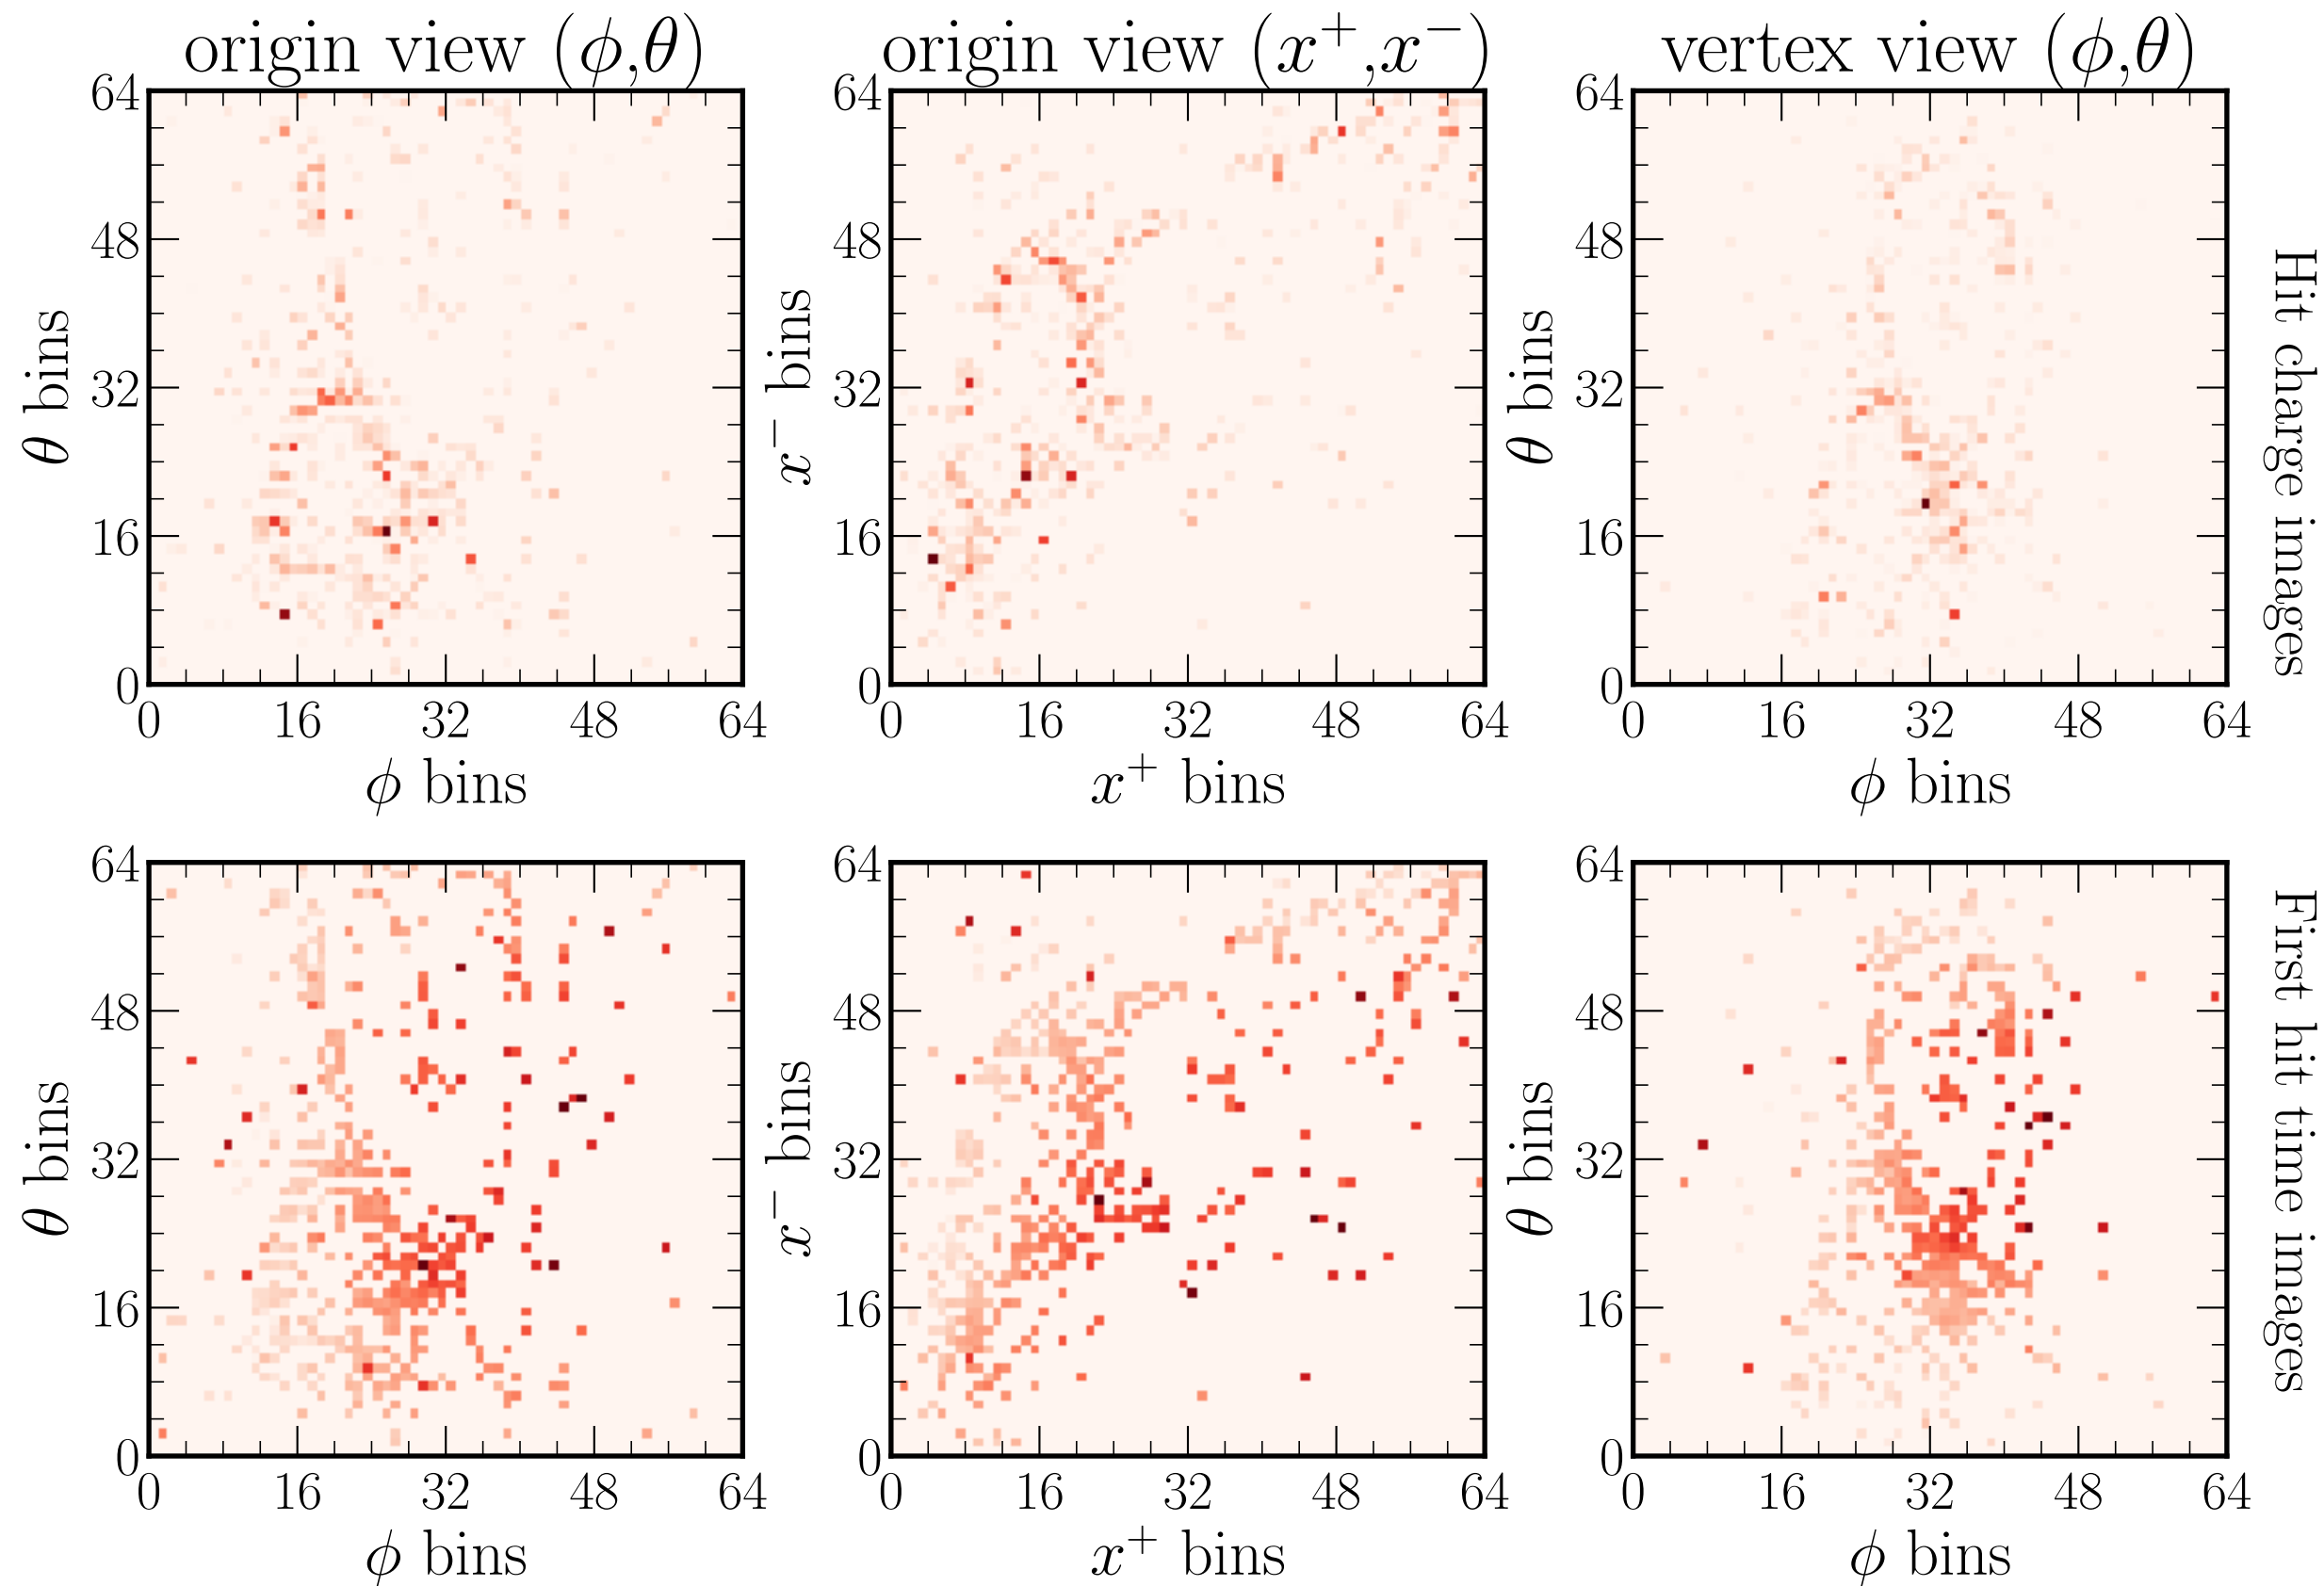 origin view (ϕ,θ)
origin view (x⁺,x⁻)
vertex view (ϕ,θ)
64
48
32
16
0
θ bins
0 16 32 48 64
ϕ bins
64
48
32
16
0
x⁻ bins
0 16 32 48 64
x⁺ bins
64
48
32
16
0
θ bins
0 16 32 48 64
ϕ bins
Hit charge images
64
48
32
16
0
θ bins
0 16 32 48 64
ϕ bins
64
48
32
16
0
x⁻ bins
0 16 32 48 64
x⁺ bins
64
48
32
16
0
θ bins
0 16 32 48 64
ϕ bins
First hit time images